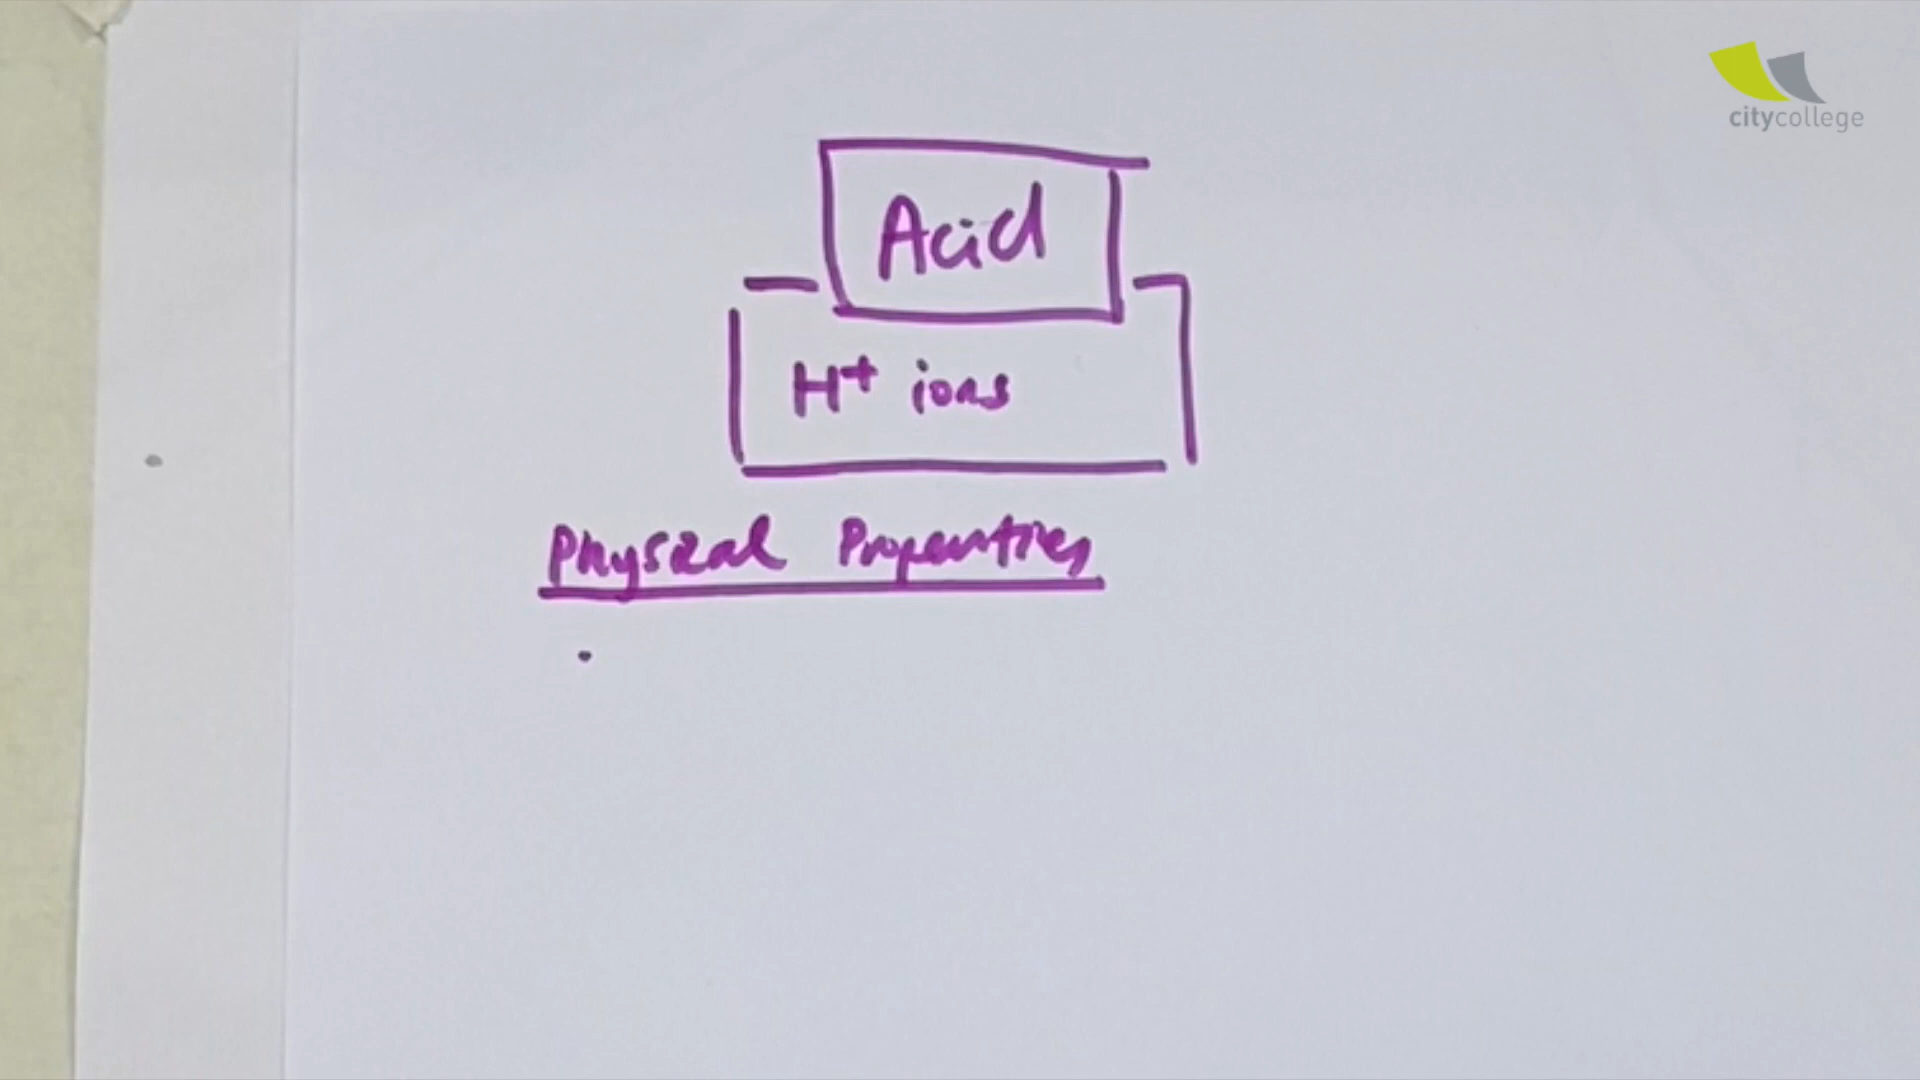 citycollege
Acid
H+ ions
Physical Properties